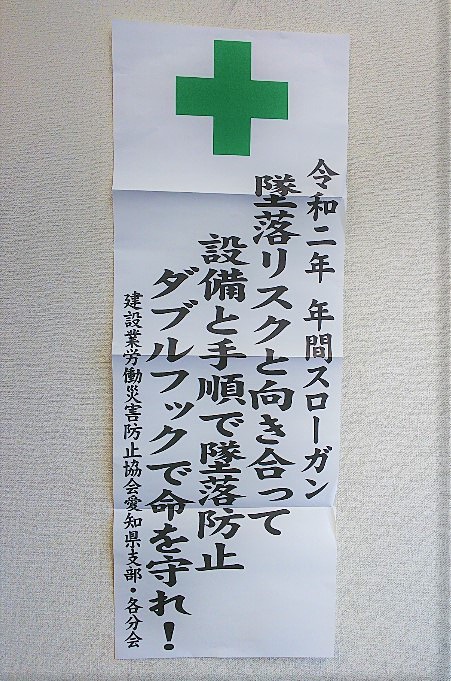 令和二年 年間スローガン
墜落リスクと向き合って
設備と手順で墜落防止
ダブルフックで命を守れ！
建設業労働災害防止協会愛知県支部・各分会